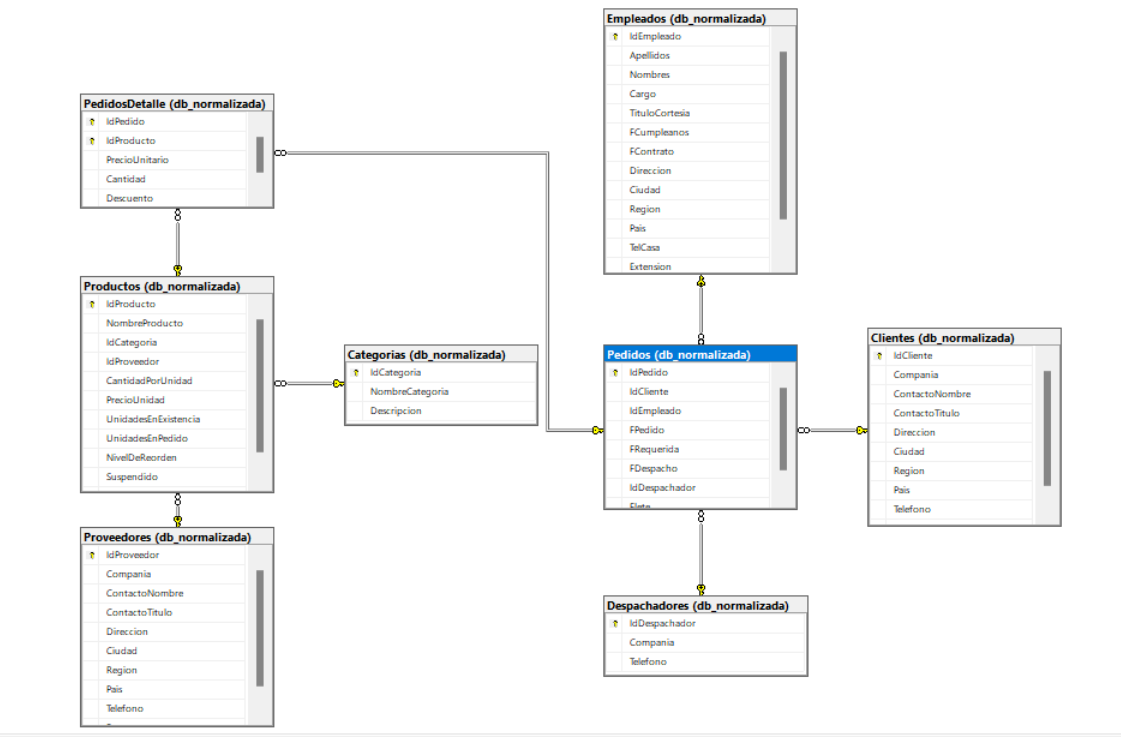 Empleados (db_normalizada)
IdEmpleado
Apellidos
Nombres
Cargo
TituloCortesia
FCumpleanos
FContrato
Direccion
Ciudad
Region
Pais
TelCasa
Extension
PedidosDetalle (db_normalizada)
IdPedido
IdProducto
PrecioUnitario
Cantidad
Descuento
Productos (db_normalizada)
IdProducto
NombreProducto
IdCategoria
IdProveedor
CantidadPorUnidad
PrecioUnidad
UnidadesEnExistencia
UnidadesEnPedido
NivelDeReorden
Suspendido
Categorias (db_normalizada)
IdCategoria
NombreCategoria
Descripcion
Pedidos (db_normalizada)
IdPedido
IdCliente
IdEmpleado
FPedido
FRequerida
FDespacho
IdDespachador
Clientes (db_normalizada)
IdCliente
Compania
ContactoNombre
ContactoTitulo
Direccion
Ciudad
Region
Pais
Telefono
Proveedores (db_normalizada)
IdProveedor
Compania
ContactoNombre
ContactoTitulo
Direccion
Ciudad
Region
Pais
Telefono
Despachadores (db_normalizada)
IdDespachador
Compania
Telefono